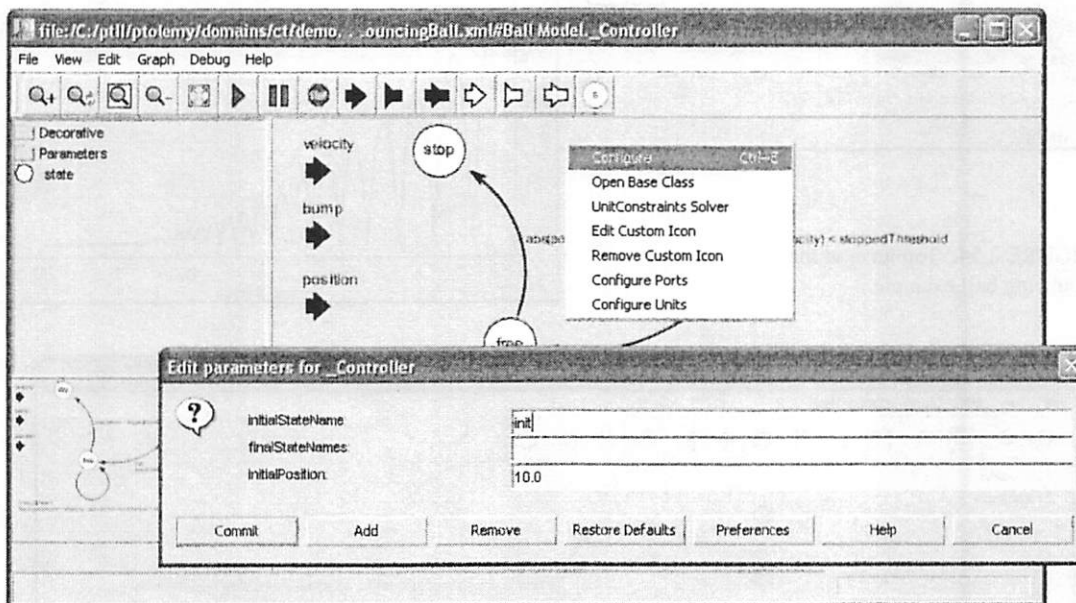 file:/C:/ptII/ptolemy/domains/ct/demo. . .ouncingBall.xml#Ball Model._Controller
File View Edit Graph Debug Help
Decorative
Parameters
state
velocity
bump
position
stop
free
Configure Ctrl+E
Open Base Class
UnitConstraints Solver
Edit Custom Icon
Remove Custom Icon
Configure Ports
Configure Units
< stoppedThreshold
Edit parameters for _Controller
?
initialStateName
init
finalStateNames:
initialPosition:
10.0
Commit Add Remove Restore Defaults Preferences Help Cancel